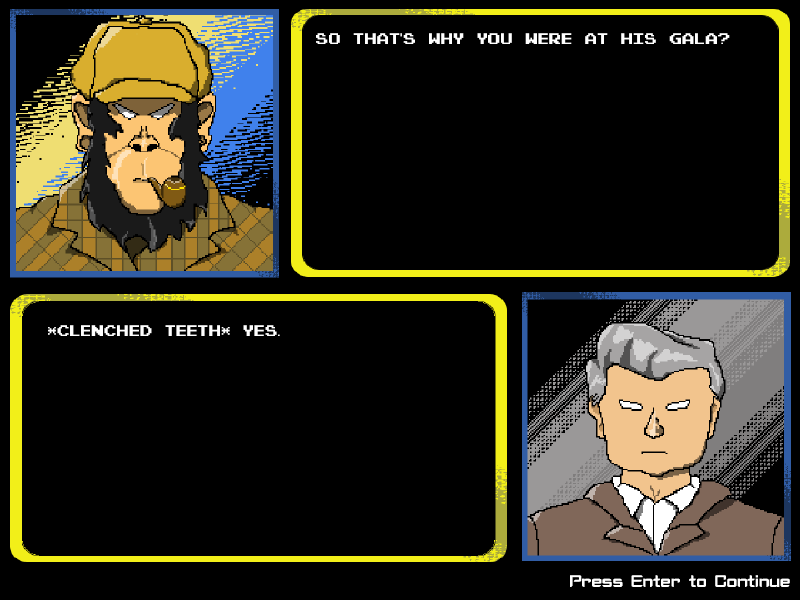 SO THAT'S WHY YOU WERE AT HIS GALA?
*CLENCHED TEETH* YES.
Press Enter to Continue